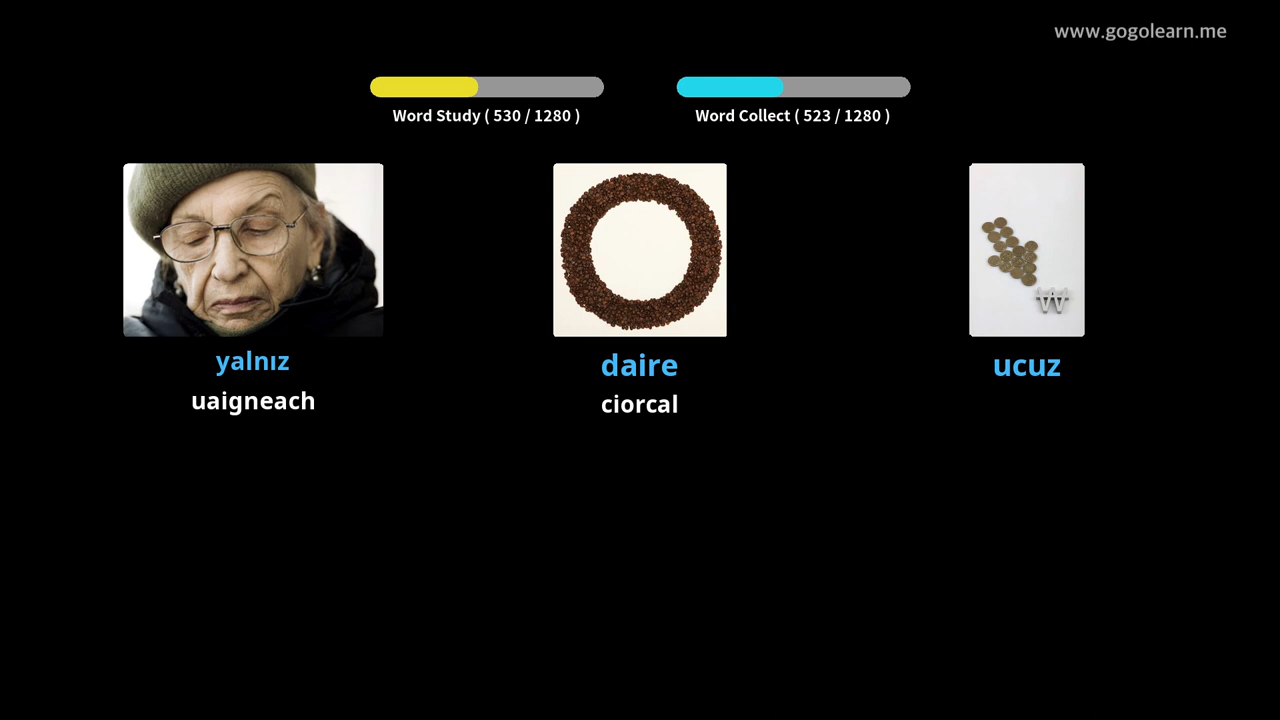 www.gogolearn.me
Word Study ( 530 / 1280 )
Word Collect ( 523 / 1280 )
yalnız
uaigneach
daire
ciorcal
₩
ucuz